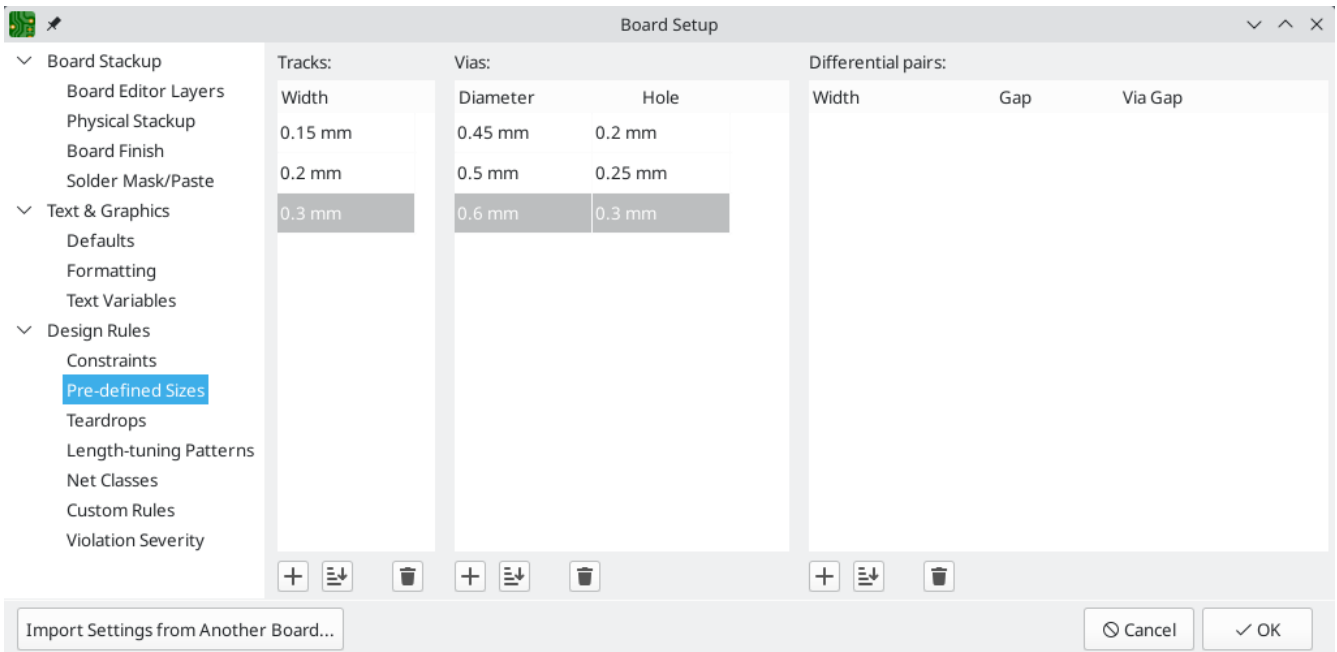 Board Setup
Board Stackup
Board Editor Layers
Physical Stackup
Board Finish
Solder Mask/Paste
Text & Graphics
Defaults
Formatting
Text Variables
Design Rules
Constraints
Pre-defined Sizes
Teardrops
Length-tuning Patterns
Net Classes
Custom Rules
Violation Severity
Tracks:
Width
0.15 mm
0.2 mm
0.3 mm
Vias:
Diameter Hole
0.45 mm 0.2 mm
0.5 mm 0.25 mm
0.6 mm 0.3 mm
Differential pairs:
Width Gap Via Gap
Import Settings from Another Board...
Cancel
OK